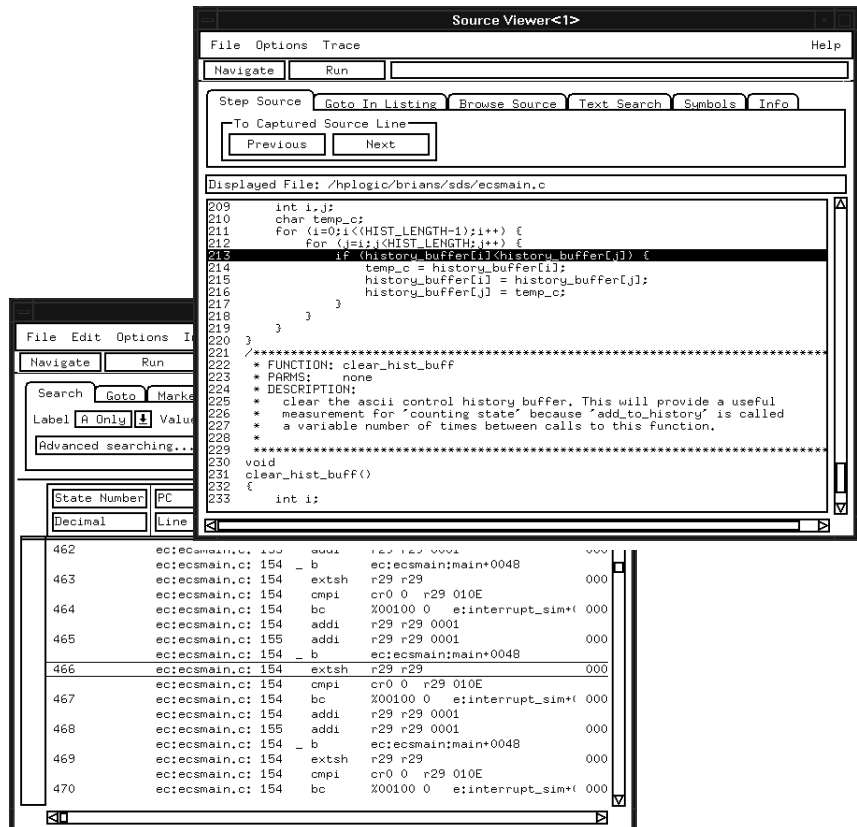 Source Viewer<1>
File Options Trace Help
Navigate Run
Step Source Goto In Listing Browse Source Text Search Symbols Info
To Captured Source Line
Previous Next
Displayed File: /hplogic/brians/sds/ecsmain.c
209 int i,j;
210 char temp_c;
211 for (i=0;i<(HIST_LENGTH-1);i++) {
212 for (j=i;j<HIST_LENGTH;j++) {
213 if (history_buffer[i]<history_buffer[j]) {
214 temp_c = history_buffer[i];
215 history_buffer[i] = history_buffer[j];
216 history_buffer[j] = temp_c;
217 }
218 }
219 }
220 }
221 /*****************************************************************************
222 * FUNCTION: clear_hist_buff
223 * PARMS: none
224 * DESCRIPTION:
225 * clear the ascii control history buffer. This will provide a useful
226 * measurement for 'counting state' because 'add_to_history' is called
227 * a variable number of times between calls to this function.
228 *
229 *****************************************************************************
230 void
231 clear_hist_buff()
232 {
233 int i;
File Edit Options
Navigate Run
Search Goto Marke
Label A Only Value
Advanced searching...
State Number PC
Decimal Line
462 ec:ecsmain.c: 155 addi r29 r29 0001 000
ec:ecsmain.c: 154 _ b ec:ecsmain:main+0048
463 ec:ecsmain.c: 154 extsh r29 r29 000
ec:ecsmain.c: 154 cmpi cr0 0 r29 010E
464 ec:ecsmain.c: 154 bc %00100 0 e:interrupt_sim+( 000
ec:ecsmain.c: 154 addi r29 r29 0001
465 ec:ecsmain.c: 155 addi r29 r29 0001 000
ec:ecsmain.c: 154 _ b ec:ecsmain:main+0048
466 ec:ecsmain.c: 154 extsh r29 r29 000
ec:ecsmain.c: 154 cmpi cr0 0 r29 010E
467 ec:ecsmain.c: 154 bc %00100 0 e:interrupt_sim+( 000
ec:ecsmain.c: 154 addi r29 r29 0001
468 ec:ecsmain.c: 155 addi r29 r29 0001 000
ec:ecsmain.c: 154 _ b ec:ecsmain:main+0048
469 ec:ecsmain.c: 154 extsh r29 r29 000
ec:ecsmain.c: 154 cmpi cr0 0 r29 010E
470 ec:ecsmain.c: 154 bc %00100 0 e:interrupt_sim+( 000